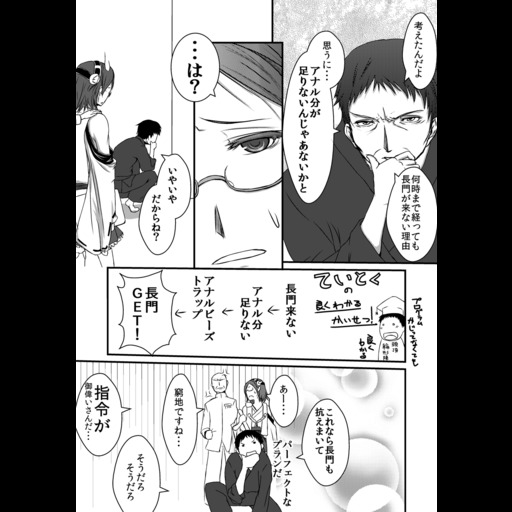 考えたんだよ
何時まで経っても
長門が来ない理由
思うに…
アナル分が
足りないんじゃあないかと
…は？
いやいや
だからね？
ていとくの
良くわかる
かいせつ！
長門来ない
↓
アナル分
足りない
↓
アナルビーズ
トラップ
↓
長門
GET！
これなら長門も
抗えまいて
パーフェクトな
プランだ
あー…
窮地ですね…
指令が
御偉いさんだ…
そうだろ
そうだろ